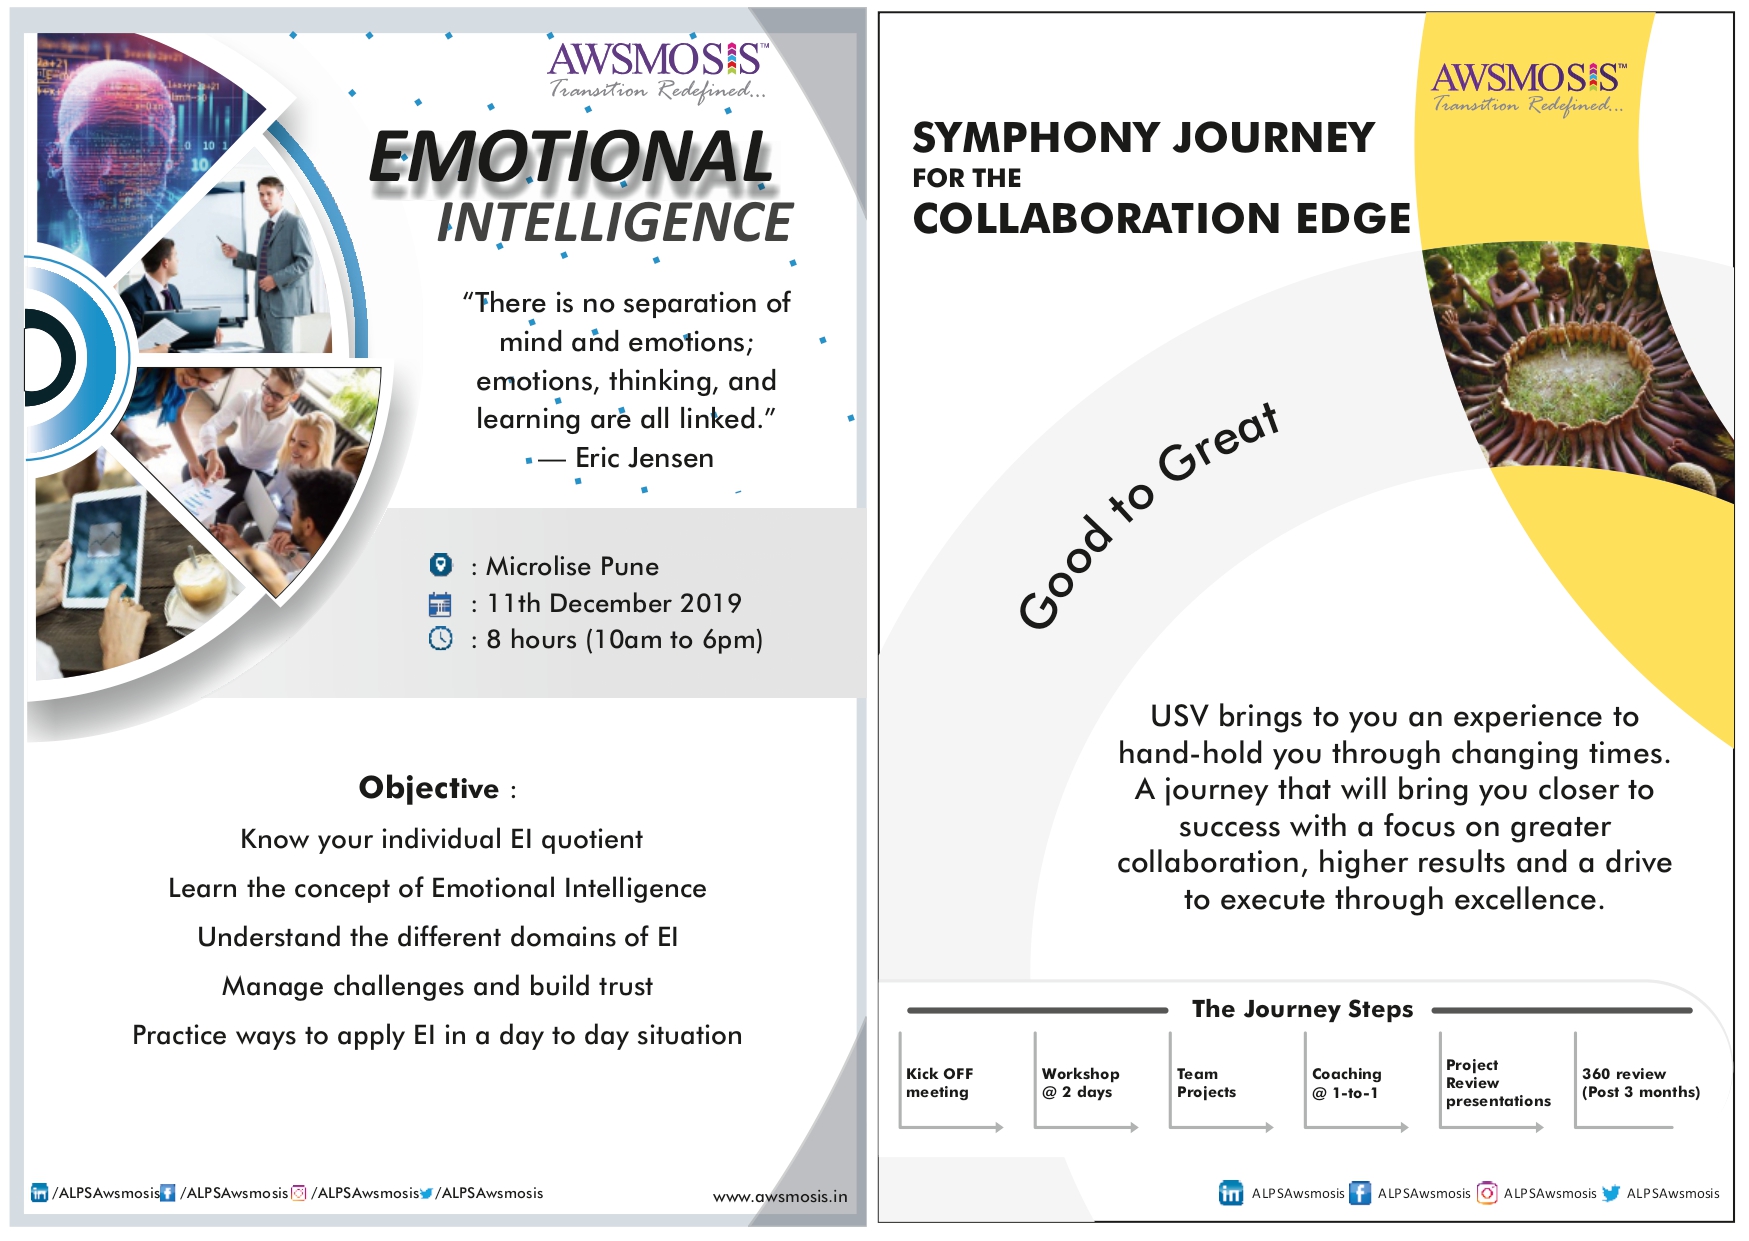 AWSMOSIS™
Transition Redefined...
EMOTIONAL
INTELLIGENCE
“There is no separation of
mind and emotions;
emotions, thinking, and
learning are all linked.”
— Eric Jensen
: Microlise Pune
: 11th December 2019
: 8 hours (10am to 6pm)
Objective :
Know your individual EI quotient
Learn the concept of Emotional Intelligence
Understand the different domains of EI
Manage challenges and build trust
Practice ways to apply EI in a day to day situation
/ALPSAwsmosis /ALPSAwsmosis /ALPSAwsmosis /ALPSAwsmosis
www.awsmosis.in
AWSMOSIS™
Transition Redefined...
SYMPHONY JOURNEY
FOR THE
COLLABORATION EDGE
Good to Great
USV brings to you an experience to
hand-hold you through changing times.
A journey that will bring you closer to
success with a focus on greater
collaboration, higher results and a drive
to execute through excellence.
The Journey Steps
Kick OFF
meeting
Workshop
@ 2 days
Team
Projects
Coaching
@ 1-to-1
Project
Review
presentations
360 review
(Post 3 months)
ALPSAwsmosis ALPSAwsmosis ALPSAwsmosis ALPSAwsmosis